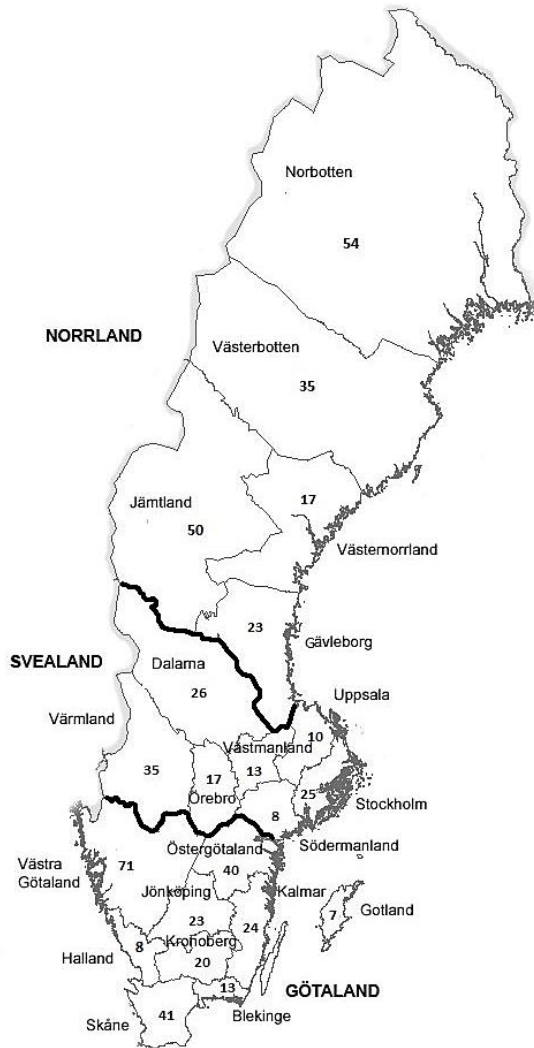 Norbotten
54
NORRLAND
Västerbotten
35
Jämtland
50
17
Västernorrland
23
Gävleborg
SVEALAND
Dalarna
26
Uppsala
Värmland
Västmanland
10
35
17
13
25
Örebro
Stockholm
8
Södermanland
Östergötaland
Västra
Götaland
71
40
Jönköping
Kalmar
7
Gotland
23
24
Kronoberg
Halland
8
20
13
GÖTALAND
Blekinge
Skåne
41